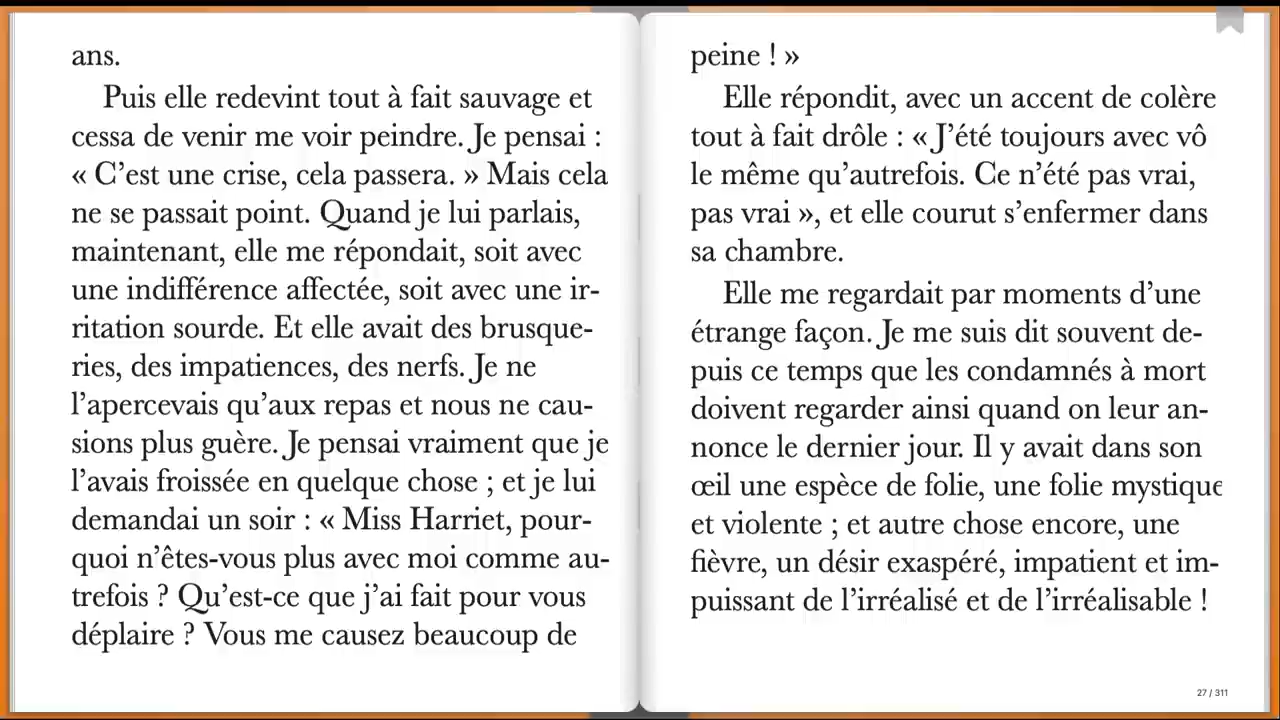 ans.
Puis elle redevint tout à fait sauvage et
cessa de venir me voir peindre. Je pensai :
« C’est une crise, cela passera. » Mais cela
ne se passait point. Quand je lui parlais,
maintenant, elle me répondait, soit avec
une indifférence affectée, soit avec une ir-
ritation sourde. Et elle avait des brusque-
ries, des impatiences, des nerfs. Je ne
l’apercevais qu’aux repas et nous ne cau-
sions plus guère. Je pensai vraiment que je
l’avais froissée en quelque chose ; et je lui
demandai un soir : « Miss Harriet, pour-
quoi n’êtes-vous plus avec moi comme au-
trefois ? Qu’est-ce que j’ai fait pour vous
déplaire ? Vous me causez beaucoup de
peine ! »
Elle répondit, avec un accent de colère
tout à fait drôle : « J’été toujours avec vô
le même qu’autrefois. Ce n’été pas vrai,
pas vrai », et elle courut s’enfermer dans
sa chambre.
Elle me regardait par moments d’une
étrange façon. Je me suis dit souvent de-
puis ce temps que les condamnés à mort
doivent regarder ainsi quand on leur an-
nonce le dernier jour. Il y avait dans son
œil une espèce de folie, une folie mystique
et violente ; et autre chose encore, une
fièvre, un désir exaspéré, impatient et im-
puissant de l’irréalisé et de l’irréalisable !
27 / 311